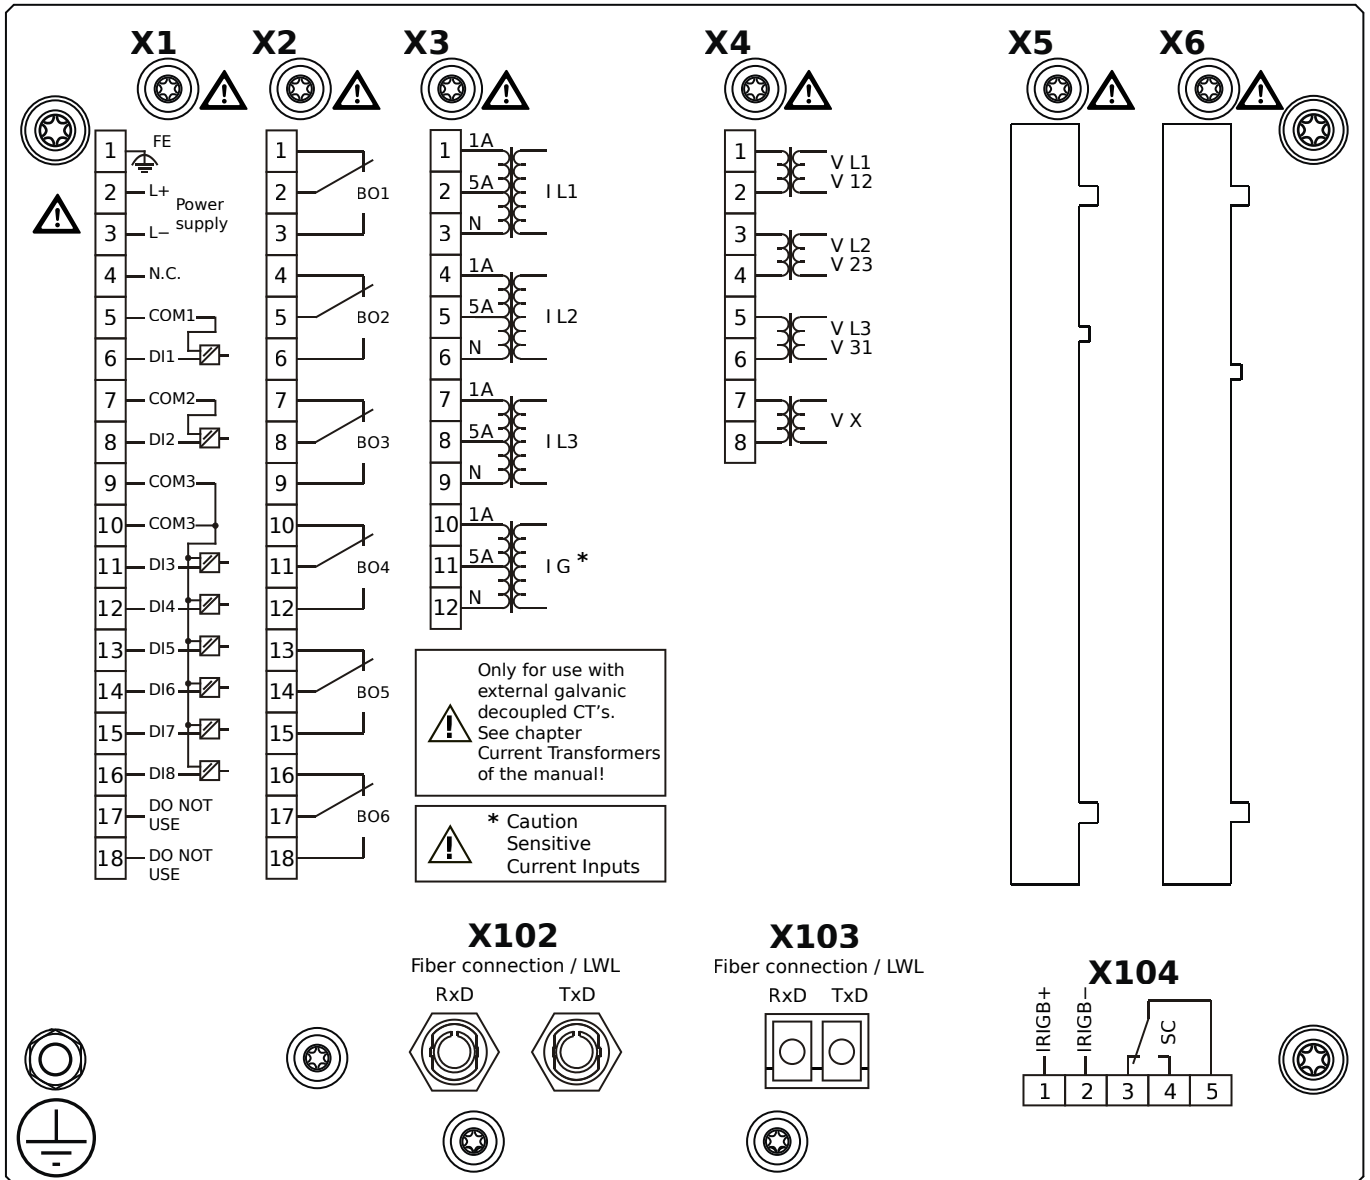 X1
X2
X3
X4
X5
X6
1 FE
2 L+
Power
supply
3 L−
4 N.C.
5 COM1
6 DI1
7 COM2
8 DI2
9 COM3
10 COM3
11 DI3
12 DI4
13 DI5
14 DI6
15 DI7
16 DI8
17 DO NOT
USE
18 DO NOT
USE
1
2 BO1
3
4
5 BO2
6
7
8 BO3
9
10
11 BO4
12
13
14 BO5
15
16
17 BO6
18
1 1A
2 5A I L1
3 N
4 1A
5 5A I L2
6 N
7 1A
8 5A I L3
9 N
10 1A
11 5A I G *
12 N
Only for use with
external galvanic
decoupled CT's.
See chapter
Current Transformers
of the manual!
* Caution
Sensitive
Current Inputs
1 V L1
2 V 12
3 V L2
4 V 23
5 V L3
6 V 31
7 V X
8
X102
Fiber connection / LWL
RxD TxD
X103
Fiber connection / LWL
RxD TxD
X104
IRIGB+
IRIGB−
SC
1 2 3 4 5